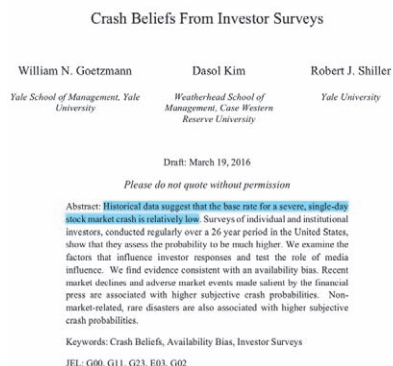 Crash Beliefs From Investor Surveys
William N. Goetzmann
Dasol Kim
Robert J. Shiller
Yale School of Management, Yale
University
Weatherhead School of
Management, Case Western
Reserve University
Yale University
Draft: March 19, 2016
Please do not quote without permission
Abstract: Historical data suggest that the base rate for a severe, single-day
stock market crash is relatively low. Surveys of individual and institutional
investors, conducted regularly over a 26 year period in the United States,
show that they assess the probability to be much higher. We examine the
factors that influence investor responses and test the role of media
influence. We find evidence consistent with an availability bias. Recent
market declines and adverse market events made salient by the financial
press are associated with higher subjective crash probabilities. Non-
market-related, rare disasters are also associated with higher subjective
crash probabilities.
Keywords: Crash Beliefs, Availability Bias, Investor Surveys
JEL: G00, G11, G23, E03, G02